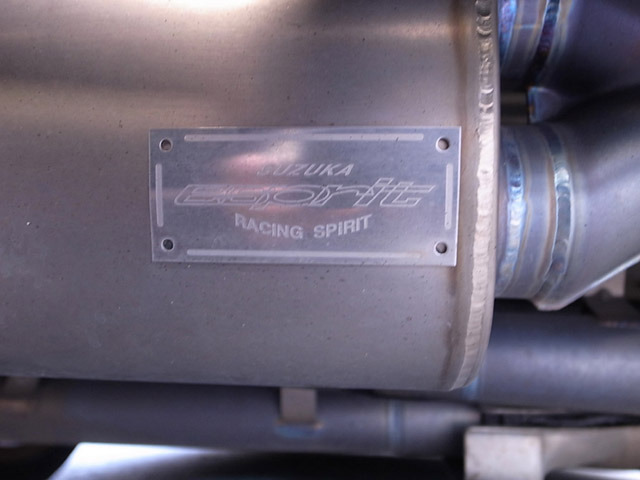 SUZUKA
esprit
RACING SPIRIT